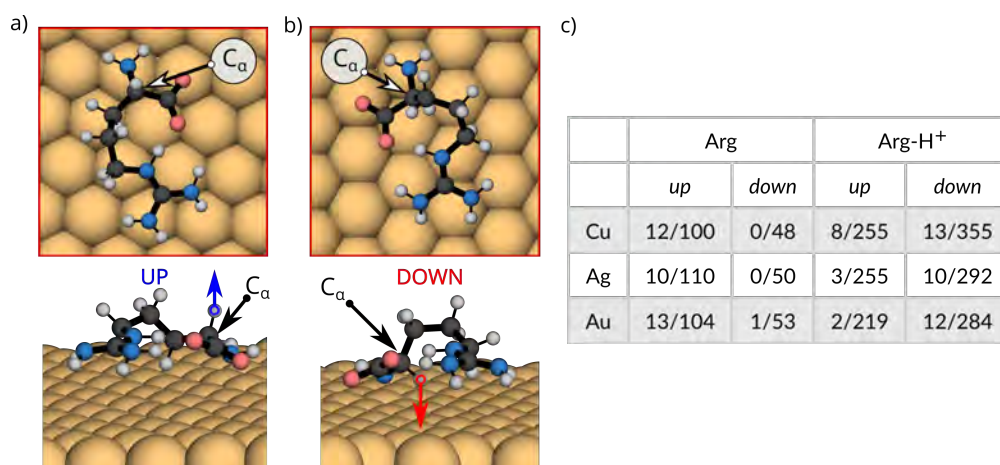 a)
Cα
b)
Cα
c)
UP
Cα
DOWN
Cα
Arg Arg-H⁺
up down up down
Cu 12/100 0/48 8/255 13/355
Ag 10/110 0/50 3/255 10/292
Au 13/104 1/53 2/219 12/284